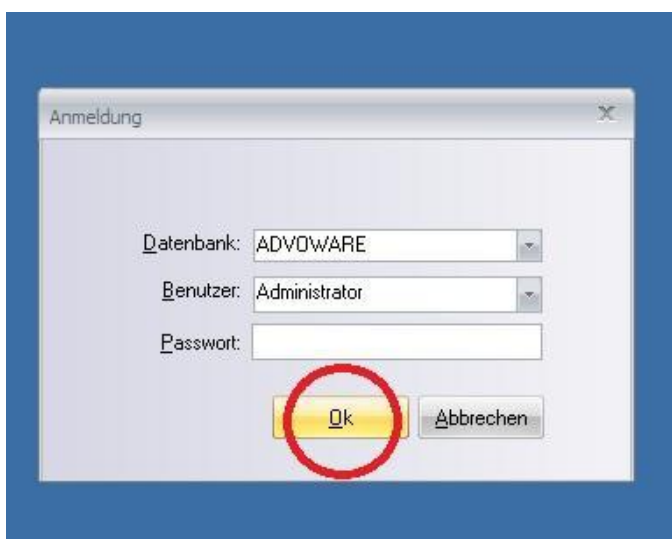 Anmeldung
Datenbank: ADVOWARE
Benutzer: Administrator
Passwort:
Ok Abbrechen